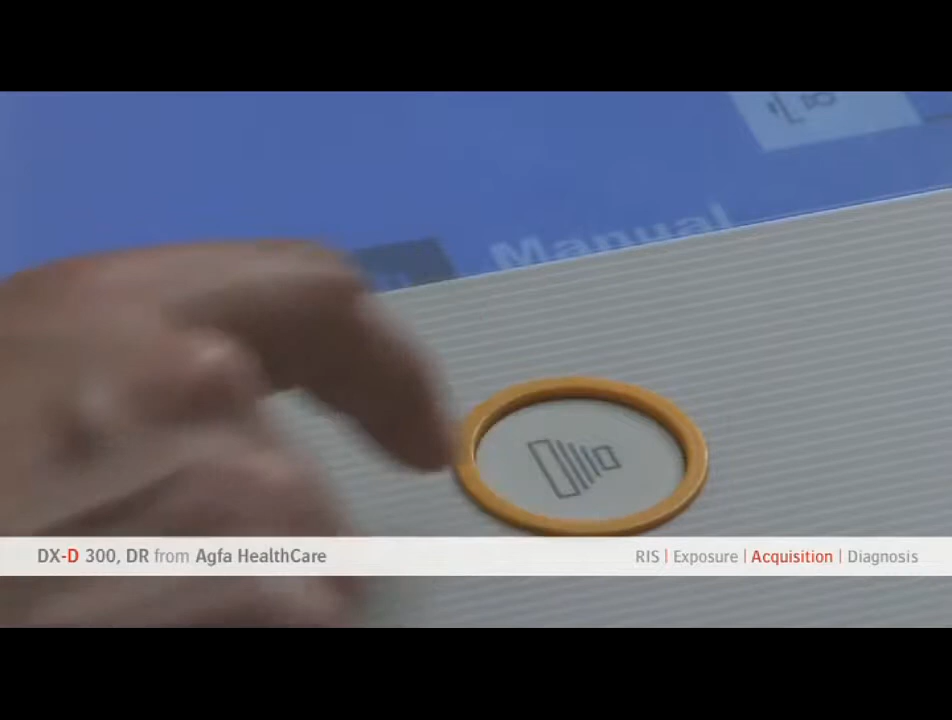 Manual
DX-D 300, DR from Agfa HealthCare
RIS | Exposure | Acquisition | Diagnosis